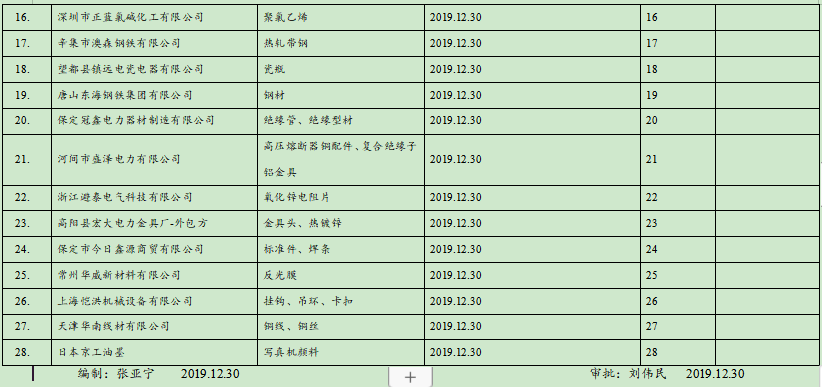 16. 深圳市正蓝氯碱化工有限公司 聚氯乙烯 2019.12.30 16
17. 辛集市澳森钢铁有限公司 热轧带钢 2019.12.30 17
18. 望都县镇远电瓷电器有限公司 瓷瓶 2019.12.30 18
19. 唐山东海钢铁集团有限公司 钢材 2019.12.30 19
20. 保定冠鑫电力器材制造有限公司 绝缘管、绝缘型材 2019.12.30 20
21. 河间市盛泽电力有限公司 高压熔断器铜配件、复合绝缘子
铝金具 2019.12.30 21
22. 浙江避泰电气科技有限公司 氧化锌电阻片 2019.12.30 22
23. 高阳县宏大电力金具厂-外包方 金具头、热镀锌 2019.12.30 23
24. 保定市今日鑫源商贸有限公司 标准件、焊条 2019.12.30 24
25. 常州华威新材料有限公司 反光膜 2019.12.30 25
26. 上海恺洪机械设备有限公司 挂钩、吊环、卡扣 2019.12.30 26
27. 天津华南线材有限公司 铜线、铜丝 2019.12.30 27
28. 日本京工油墨 写真机颜料 2019.12.30 28
编制：张亚宁 2019.12.30 审批：刘伟民 2019.12.30